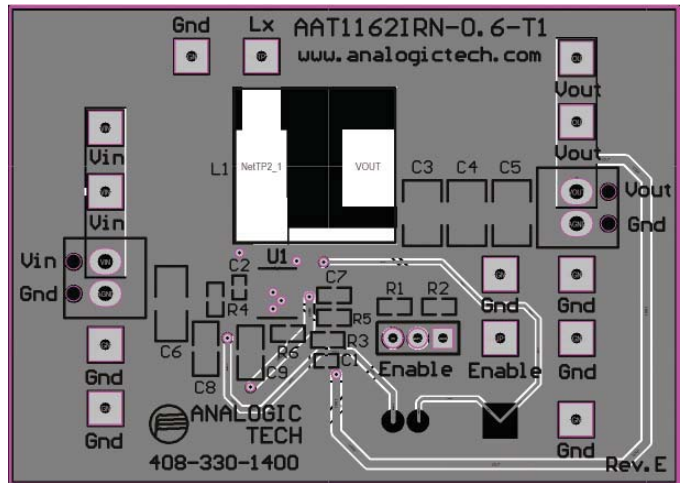 Gnd Lx AAT1162IRN-0.6-T1
www.analogictech.com
Vout
Vin
Vout
L1 NetTP2_1 VOUT C3 C4 C5
Vin
Vout
VOUT
Gnd
Vin VIN
U1
Gnd
C2 C7 Gnd Gnd
R4 R1 R2
R5
C6 R6 R3
C8 C9 C1 Enable Enable Gnd
Gnd
ANALOGIC
TECH
Gnd Gnd
408-330-1400 Rev.E